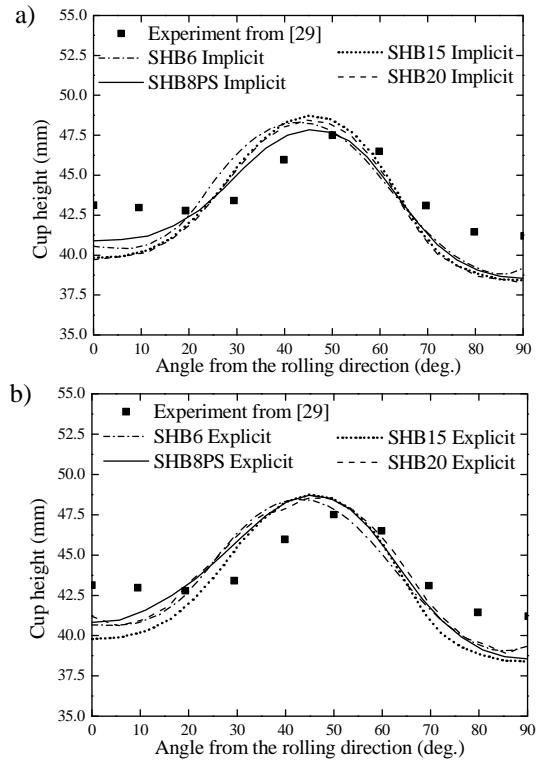 a)
55.0
52.5
50.0
47.5
45.0
42.5
40.0
37.5
35.0
Cup height (mm)
Experiment from [29]
SHB6 Implicit
SHB8PS Implicit
SHB15 Implicit
SHB20 Implicit
0 10 20 30 40 50 60 70 80 90
Angle from the rolling direction (deg.)
b)
55.0
52.5
50.0
47.5
45.0
42.5
40.0
37.5
35.0
Cup height (mm)
Experiment from [29]
SHB6 Explicit
SHB8PS Explicit
SHB15 Explicit
SHB20 Explicit
0 10 20 30 40 50 60 70 80 90
Angle from the rolling direction (deg.)